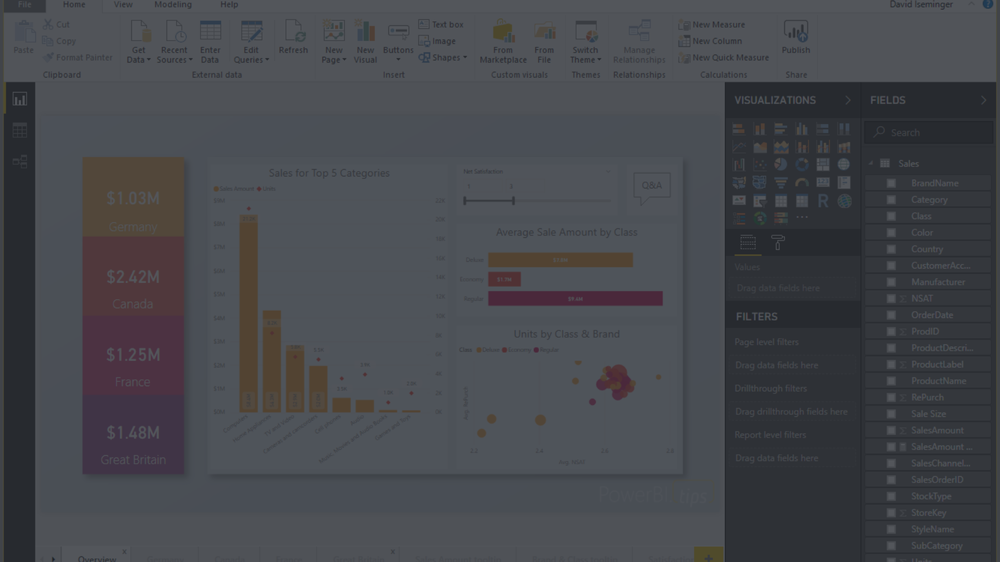 File Home View Modeling Help David Iseminger
Cut
Copy
Format Painter
Paste
Clipboard
Get Data
Recent Sources
Enter Data
Edit Queries
Refresh
External data
New Page
New Visual
Buttons
Text box
Image
Shapes
Insert
From Marketplace
From File
Custom visuals
Switch Theme
Themes
Manage Relationships
Relationships
New Measure
New Column
New Quick Measure
Calculations
Publish
Share
$1.03M
Germany
$2.42M
Canada
$1.25M
France
$1.48M
Great Britain
Sales for Top 5 Categories
Sales Amount Units
$9M
$8M
$7M
$6M
$5M
$4M
$3M
$2M
$1M
$0M
22K
20K
18K
16K
14K
12K
10K
8K
6K
4K
2K
0K
5.5K
3.5K
3.9K
1.0K
2.0K
Computers
Home Appliances
TV and Video
Cameras and camcorders
Cell phones
Audio
Music, Movies and Audio Books
Games and Toys
Net Satisfaction
1 3
Q&A
Average Sale Amount by Class
Deluxe $7.8M
Economy $1.7M
Regular $9.4M
Units by Class & Brand
Class Deluxe Economy Regular
Avg. RePurch
2.2 2.4 2.6 2.8
Avg. NSAT
PowerBI. tips
Overview Germany Canada France Great Britain Sales Amount tooltip Brand & Class tooltip
VISUALIZATIONS
Values
Drag data fields here
FILTERS
Page level filters
Drag data fields here
Drillthrough filters
Drag drillthrough fields here
Report level filters
Drag data fields here
FIELDS
Search
Sales
BrandName
Category
Class
Color
Country
CustomerAcc...
Manufacturer
NSAT
OrderDate
ProdID
ProductDescri...
ProductLabel
ProductName
RePurch
Sale Size
SalesAmount
SalesAmount ...
SalesChannel...
SalesOrderID
StockType
StoreKey
StyleName
SubCategory